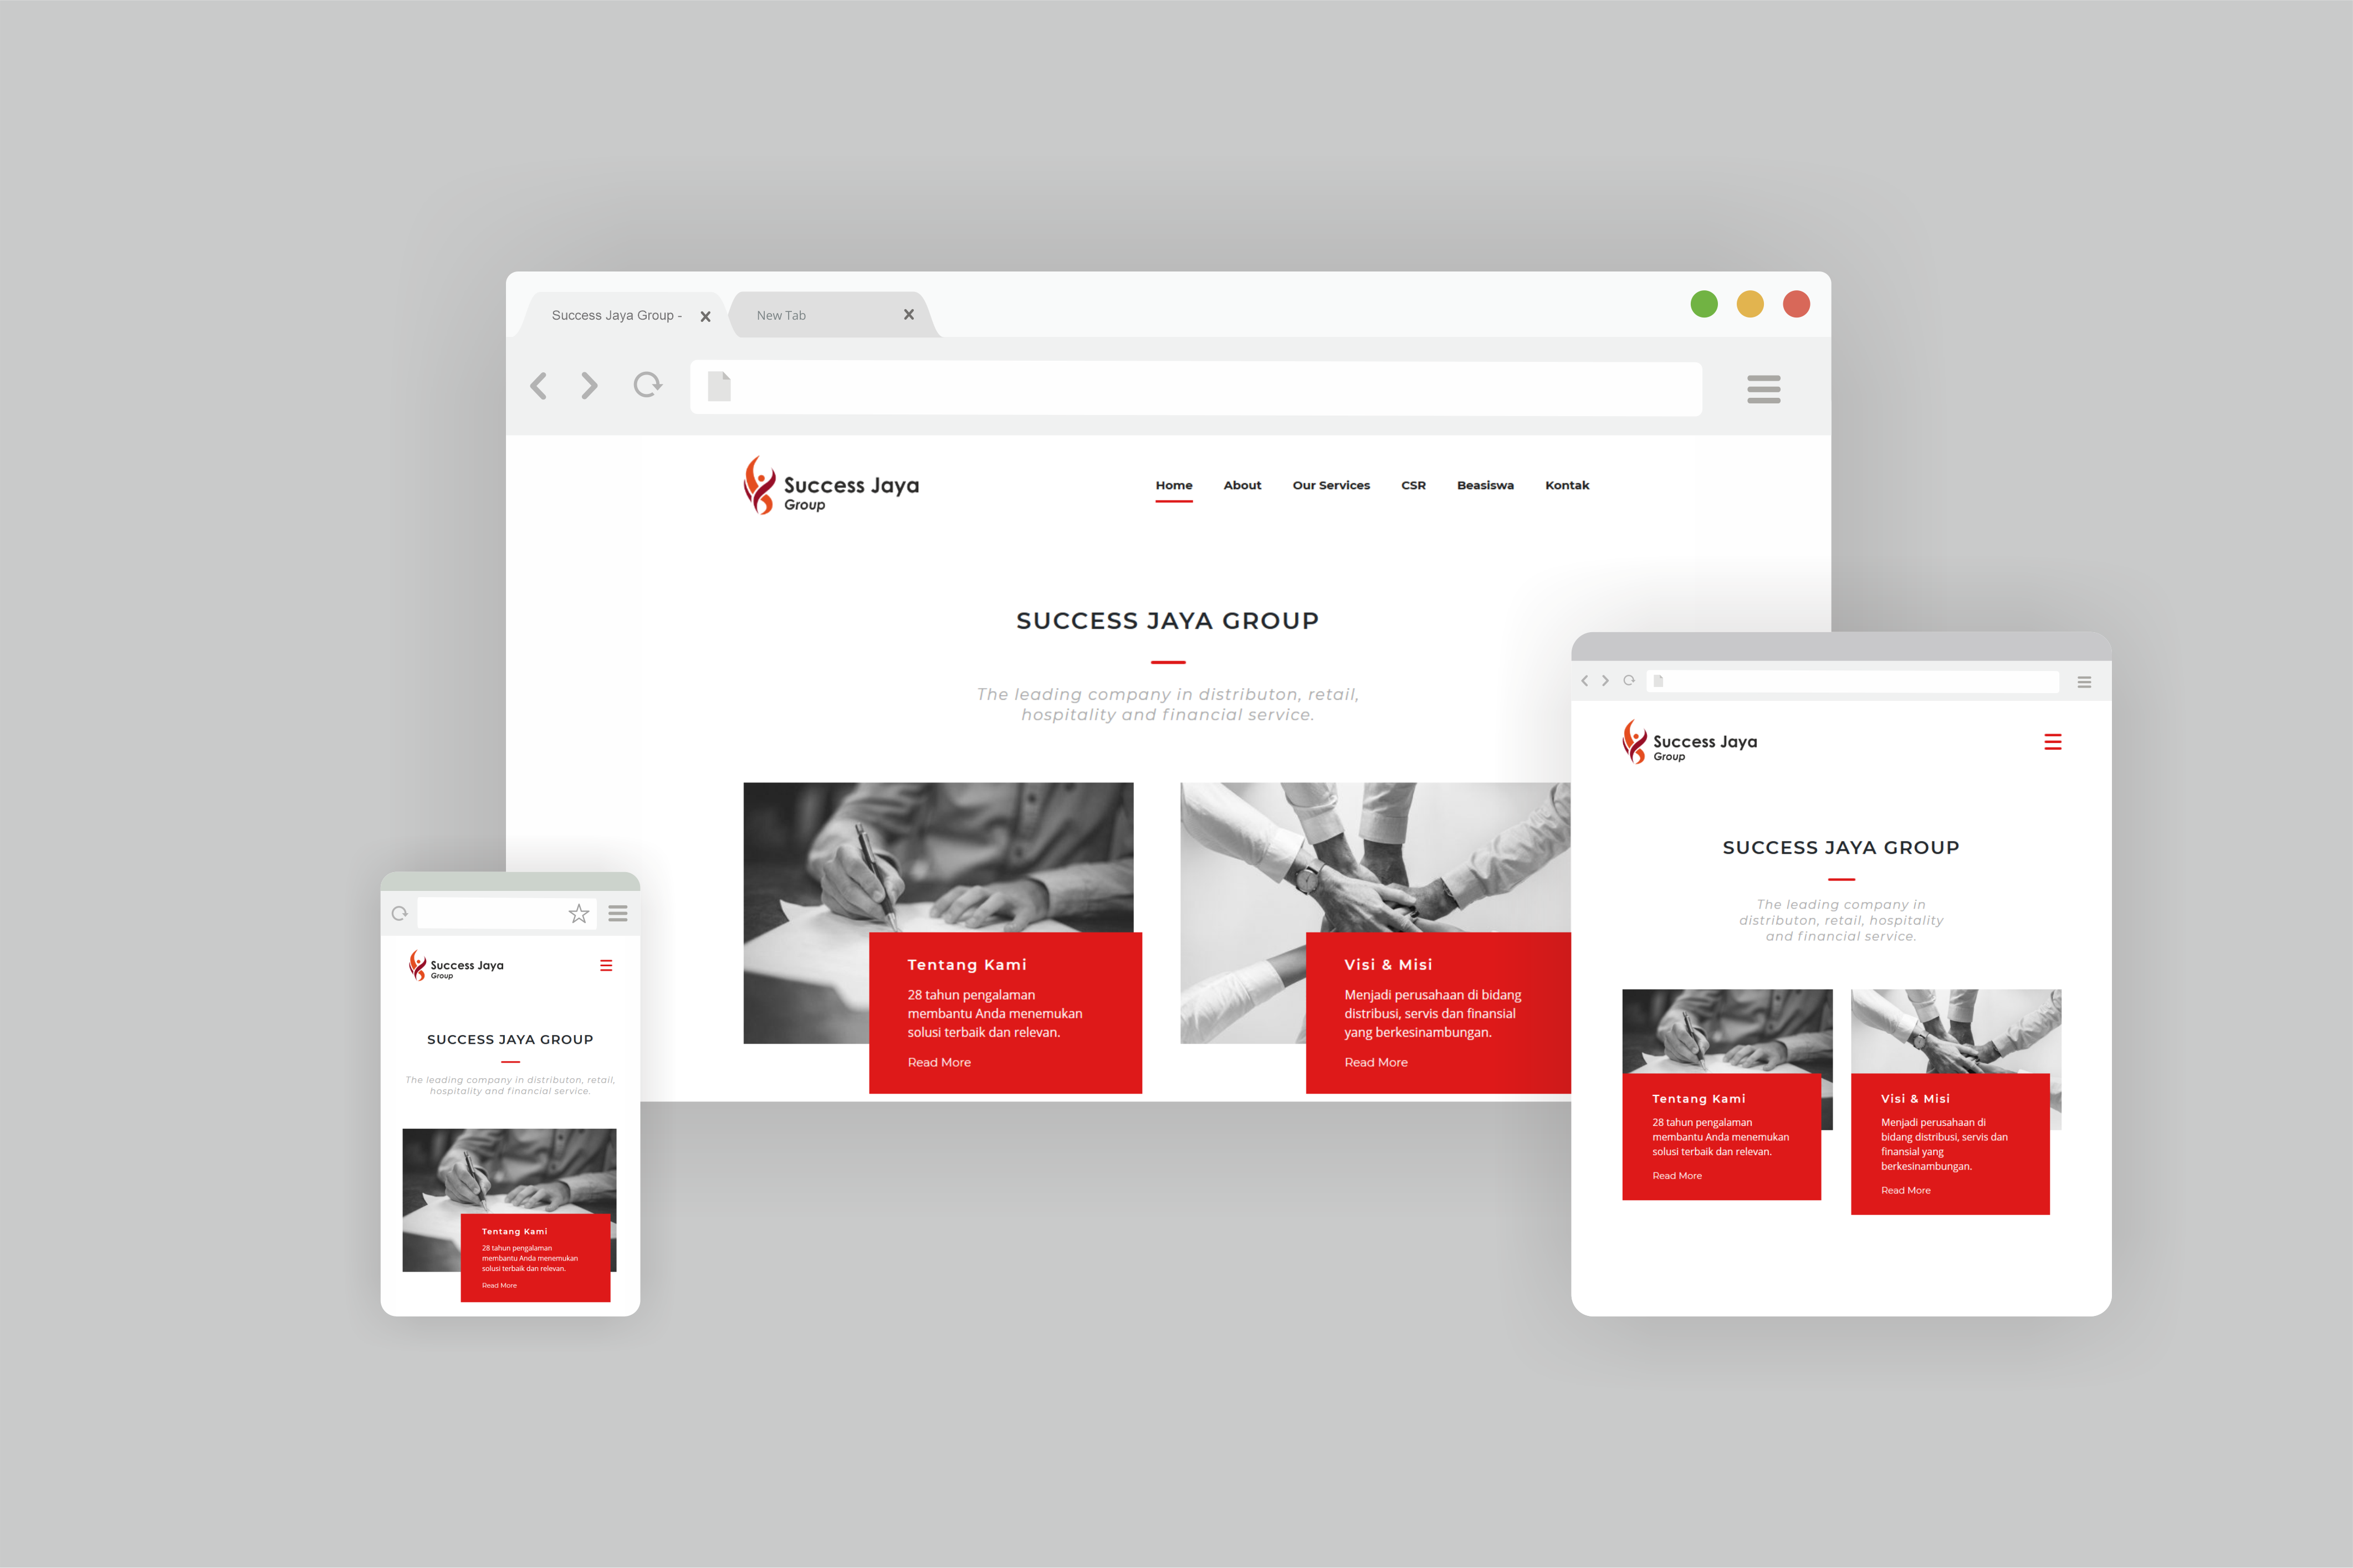 Success Jaya Group -
New Tab
Success Jaya
Group
Home About Our Services CSR Beasiswa Kontak
SUCCESS JAYA GROUP
The leading company in distributon, retail,
hospitality and financial service.
Tentang Kami
28 tahun pengalaman
membantu Anda menemukan
solusi terbaik dan relevan.
Read More
Visi & Misi
Menjadi perusahaan di bidang
distribusi, servis dan finansial
yang berkesinambungan.
Read More
Success Jaya
Group
SUCCESS JAYA GROUP
The leading company in distributon, retail,
hospitality and financial service.
Tentang Kami
28 tahun pengalaman
membantu Anda menemukan
solusi terbaik dan relevan.
Read More
Success Jaya
Group
SUCCESS JAYA GROUP
The leading company in
distributon, retail, hospitality
and financial service.
Tentang Kami
28 tahun pengalaman
membantu Anda menemukan
solusi terbaik dan relevan.
Read More
Visi & Misi
Menjadi perusahaan di
bidang distribusi, servis dan
finansial yang
berkesinambungan.
Read More